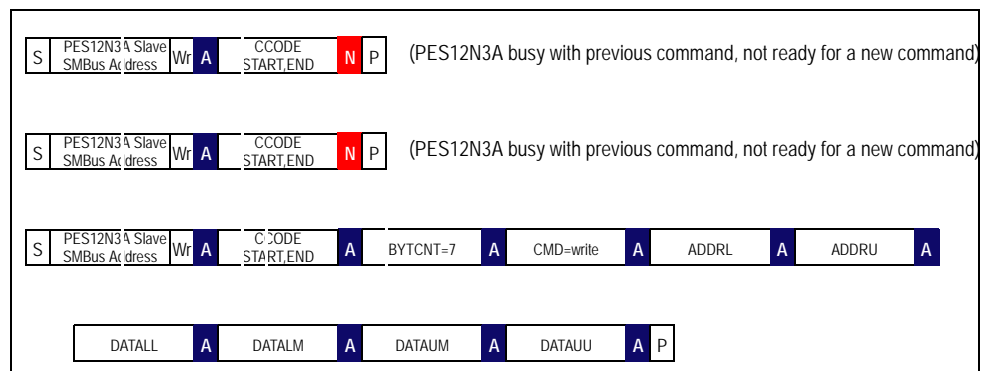 S PES12N3A Slave SMBus Address Wr A CCODE START,END N P (PES12N3A busy with previous command, not ready for a new command)
S PES12N3A Slave SMBus Address Wr A CCODE START,END N P (PES12N3A busy with previous command, not ready for a new command)
S PES12N3A Slave SMBus Address Wr A CCODE START,END A BYTCNT=7 A CMD=write A ADDRL A ADDRU A
DATALL A DATALM A DATAUM A DATAUU A P